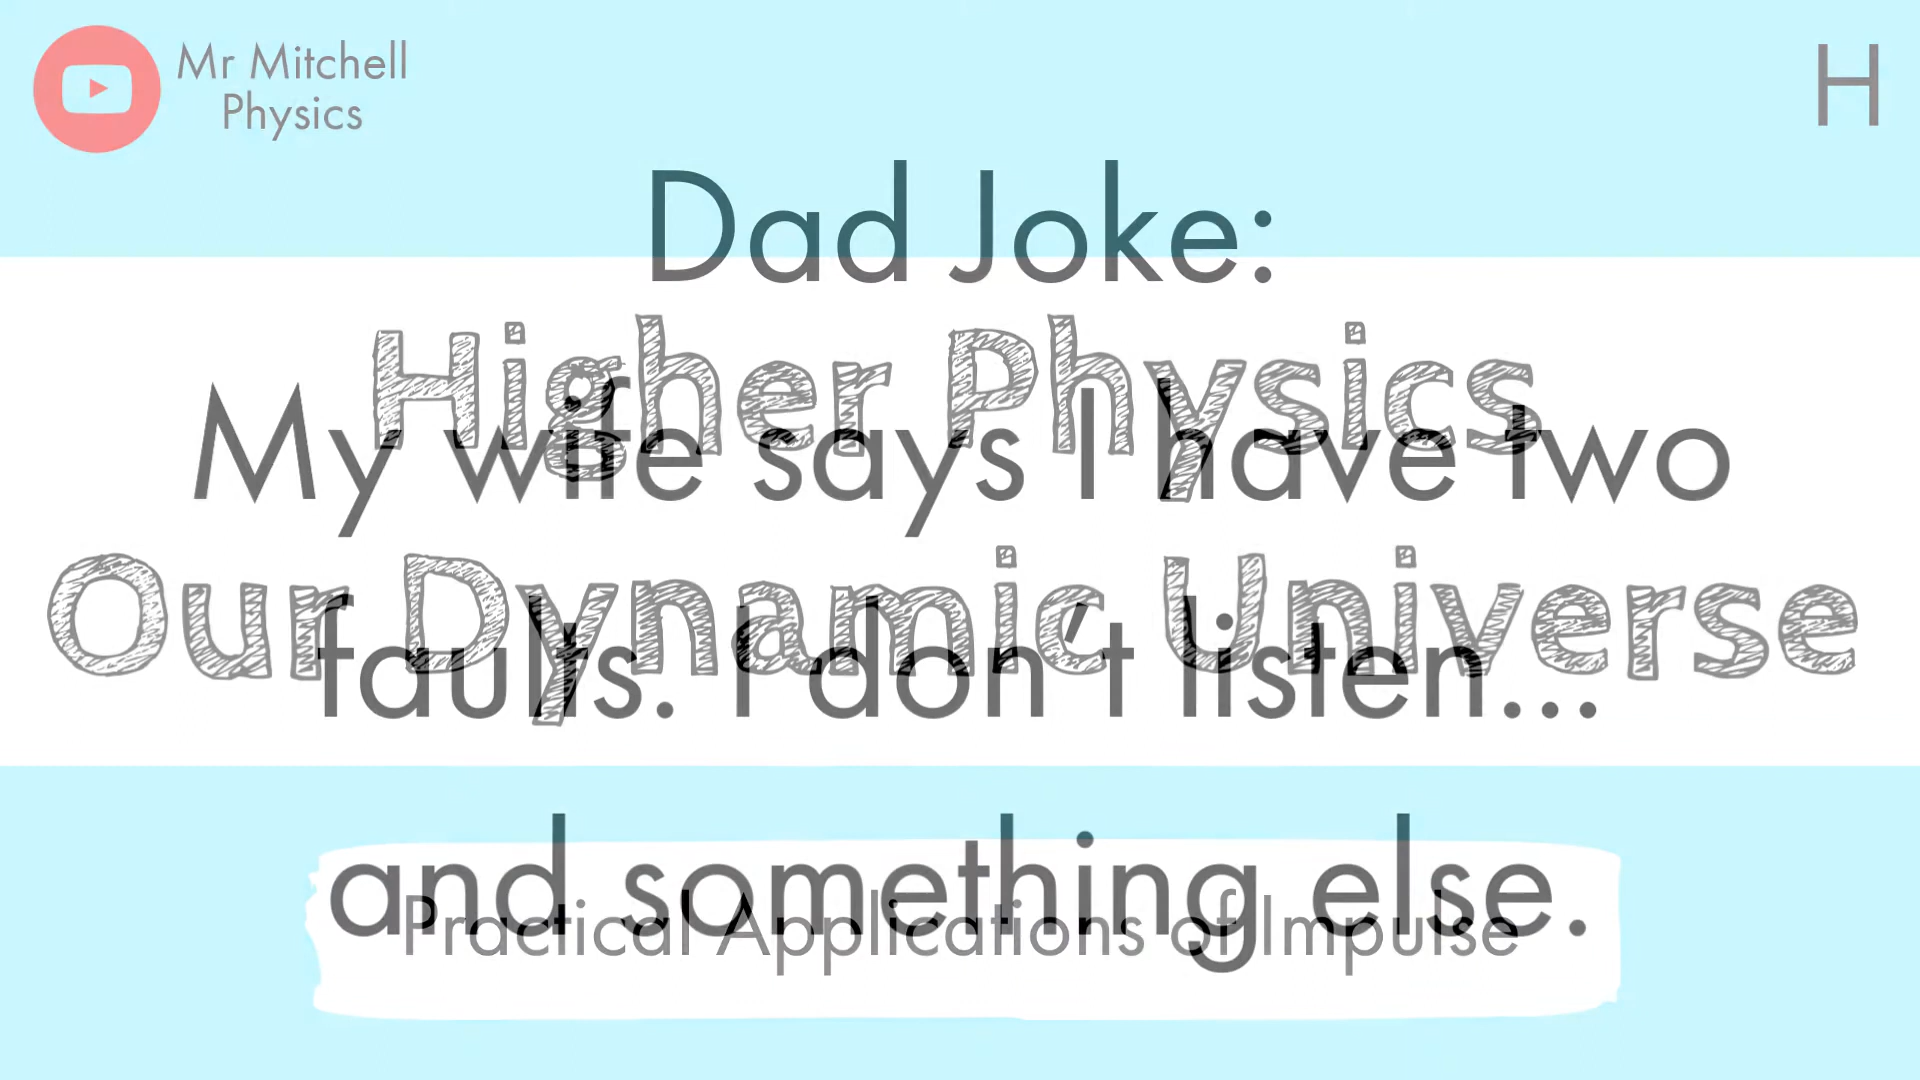 Mr Mitchell
Physics
H
Dad Joke:
Higher Physics
My wife says I have two
Our Dynamic Universe
faults. I don't listen...
and something else.
Practical Applications of Impulse